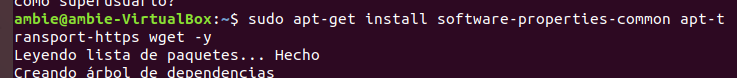 como superusuario?
ambie@ambie-VirtualBox:~$ sudo apt-get install software-properties-common apt-t
ransport-https wget -y
Leyendo lista de paquetes... Hecho
Creando árbol de dependencias